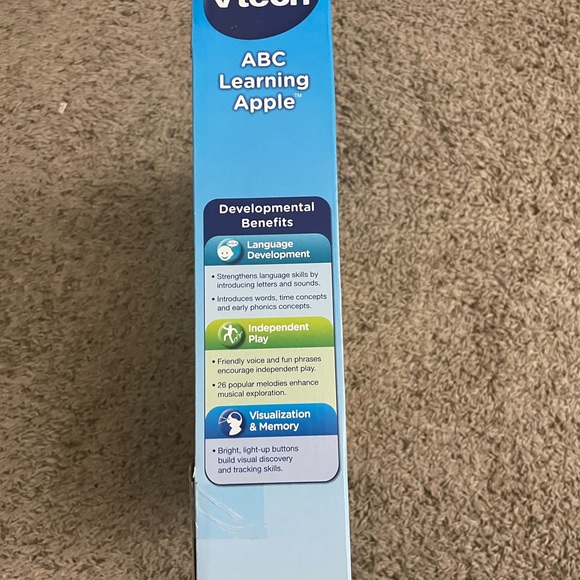 vtech
ABC
Learning
Apple™
Developmental
Benefits
Language
Development
• Strengthens language skills by
introducing letters and sounds.
• Introduces words, time concepts
and early phonics concepts.
Independent
Play
• Friendly voice and fun phrases
encourage independent play.
• 26 popular melodies enhance
musical exploration.
Visualization
& Memory
• Bright, light-up buttons
build visual discovery
and tracking skills.